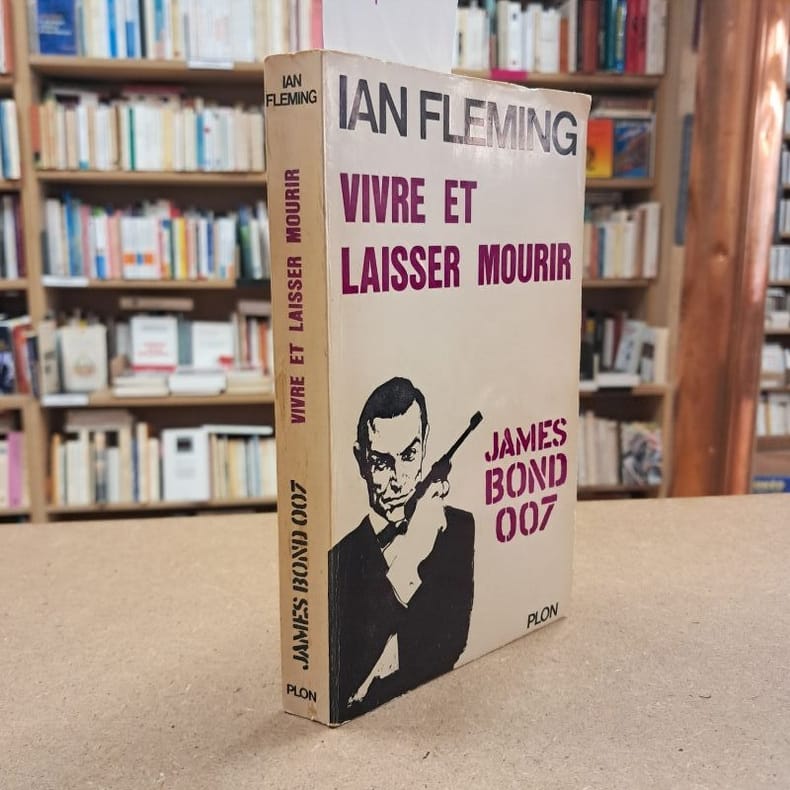 IAN
FLEMING
VIVRE ET LAISSER MOURIR
JAMES BOND 007
PLON
IAN FLEMING
VIVRE ET
LAISSER MOURIR
JAMES
BOND
007
PLON